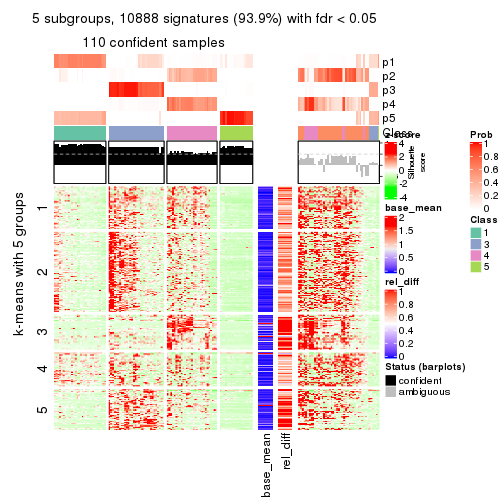 5 subgroups, 10888 signatures (93.9%) with fdr < 0.05
110 confident samples
p1
p2
p3
p4
p5
Class
k-means with 5 groups
1
2
3
4
5
base_mean
rel_diff
z-score
4
2
0
-2
-4
Silhouette
score
base_mean
2
1.5
1
0.5
0
rel_diff
1
0.8
0.6
0.4
0.2
0
Status (barplots)
confident
ambiguous
Prob
1
0.8
0.6
0.4
0.2
0
Class
1
3
4
5